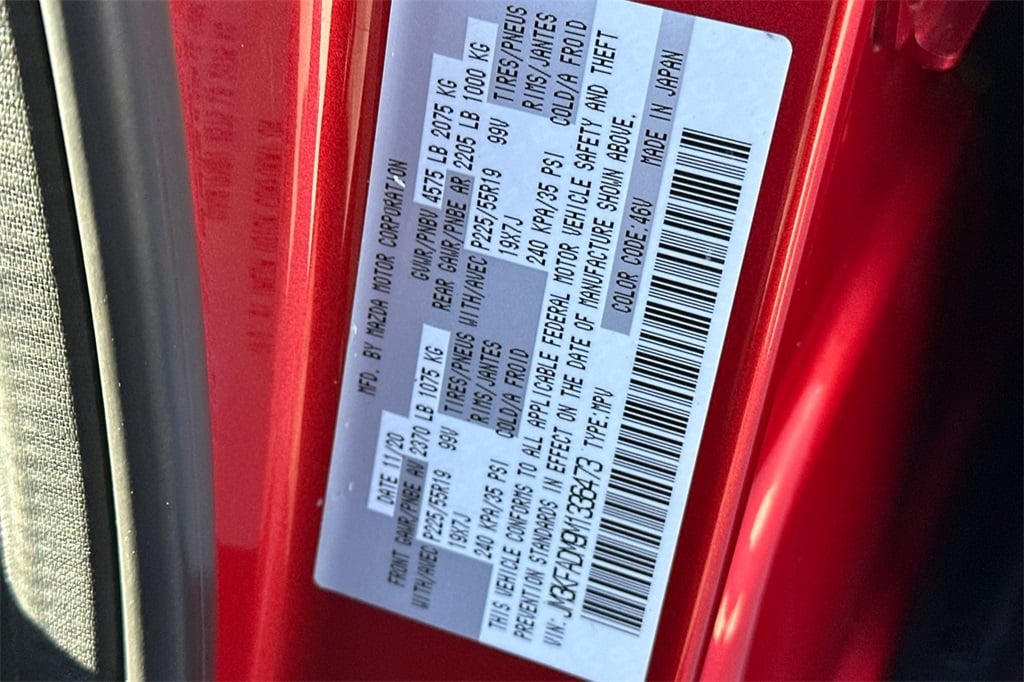 MFD. BY MAZDA MOTOR CORPORATION
DATE 11/20 GVWR/PNBV 4575 LB 2075 KG
FRONT GAWR/PNBE AV 2370 LB 1075 KG REAR GAWR/PNBE AR 2205 LB 1000 KG
WITH/AVEC P225/55R19 99V TIRES/PNEUS WITH/AVEC P225/55R19 99V TIRES/PNEUS
19X7J RIMS/JANTES 19X7J RIMS/JANTES
240 KPA/35 PSI COLD/A FROID 240 KPA/35 PSI COLD/A FROID
THIS VEHICLE CONFORMS TO ALL APPLICABLE FEDERAL MOTOR VEHICLE SAFETY AND THEFT
PREVENTION STANDARDS IN EFFECT ON THE DATE OF MANUFACTURE SHOWN ABOVE.
VIN: JM3KFADY9M1336473 TYPE:MPV COLOR CODE:46V MADE IN JAPAN